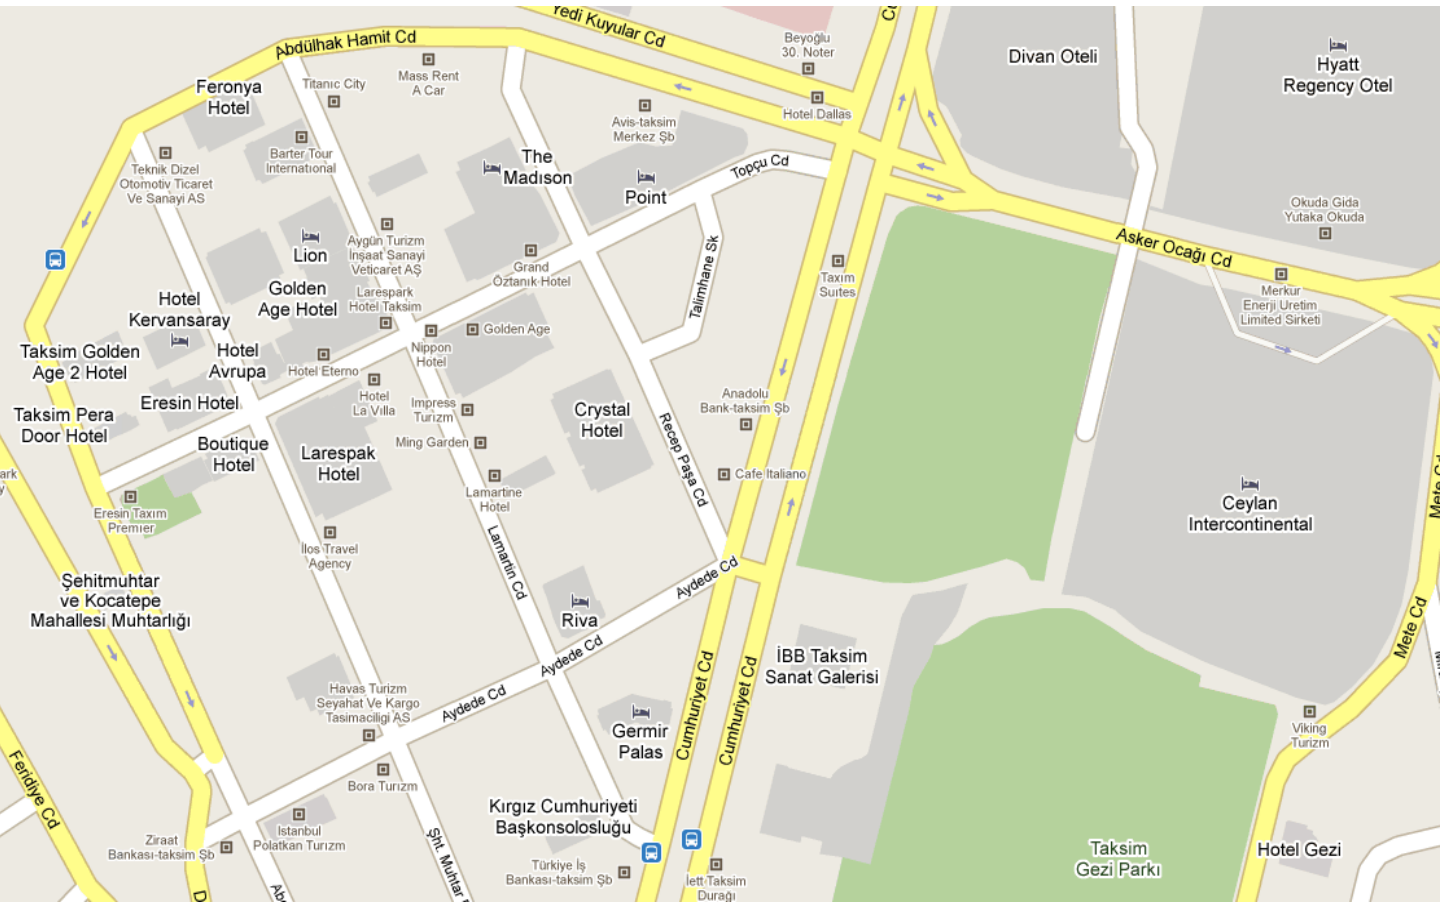 Yedi Kuyular Cd
Abdülhak Hamit Cd
Beyoğlu
30. Noter
Divan Oteli
Hyatt
Regency Otel
Feronya
Hotel
Titanic City
Mass Rent
A Car
Hotel Dallas
Avis-taksim
Merkez Şb
Barter Tour
International
The
Madison
Topçu Cd
Teknik Dizel
Otomotiv Ticaret
Ve Sanayi AS
Point
Okuda Gida
Yutaka Okuda
Asker Ocağı Cd
Aygün Turizm
İnşaat Sanayi
Veticaret AŞ
Lion
Grand
Öztanık Hotel
Talimhane Sk
Taxim
Suites
Golden
Age Hotel
Larespark
Hotel Taksim
Merkur
Enerji Uretim
Limited Sirketi
Hotel
Kervansaray
Golden Age
Nippon
Hotel
Taksim Golden
Age 2 Hotel
Hotel
Avrupa
Hotel Eterno
Hotel
La Villa
Eresin Hotel
Impress
Turizm
Crystal
Hotel
Anadolu
Bank-taksim Şb
Taksim Pera
Door Hotel
Boutique
Hotel
Larespak
Hotel
Ming Garden
Recep Paşa Cd
Cafe Italiano
ark
Lamartine
Hotel
Ceylan
Intercontinental
Mete Cd
Eresin Taxım
Premier
İlos Travel
Agency
Lamartin Cd
Aydede Cd
Şehitmuhtar
ve Kocatepe
Mahallesi Muhtarlığı
Riva
Aydede Cd
Mete Cd
İBB Taksim
Sanat Galerisi
Havas Turizm
Seyahat Ve Kargo
Tasimaciligi AS
Aydede Cd
Cumhuriyet Cd
Cumhuriyet Cd
Germir
Palas
Viking
Turizm
Feridiye Cd
Bora Turizm
Kırgız Cumhuriyeti
Başkonsolosluğu
Istanbul
Polatkan Turizm
Ziraat
Bankası-taksim Şb
Şht. Muhtar
Türkiye İş
Bankası-taksim Şb
İett Taksim
Durağı
Taksim
Gezi Parkı
Hotel Gezi